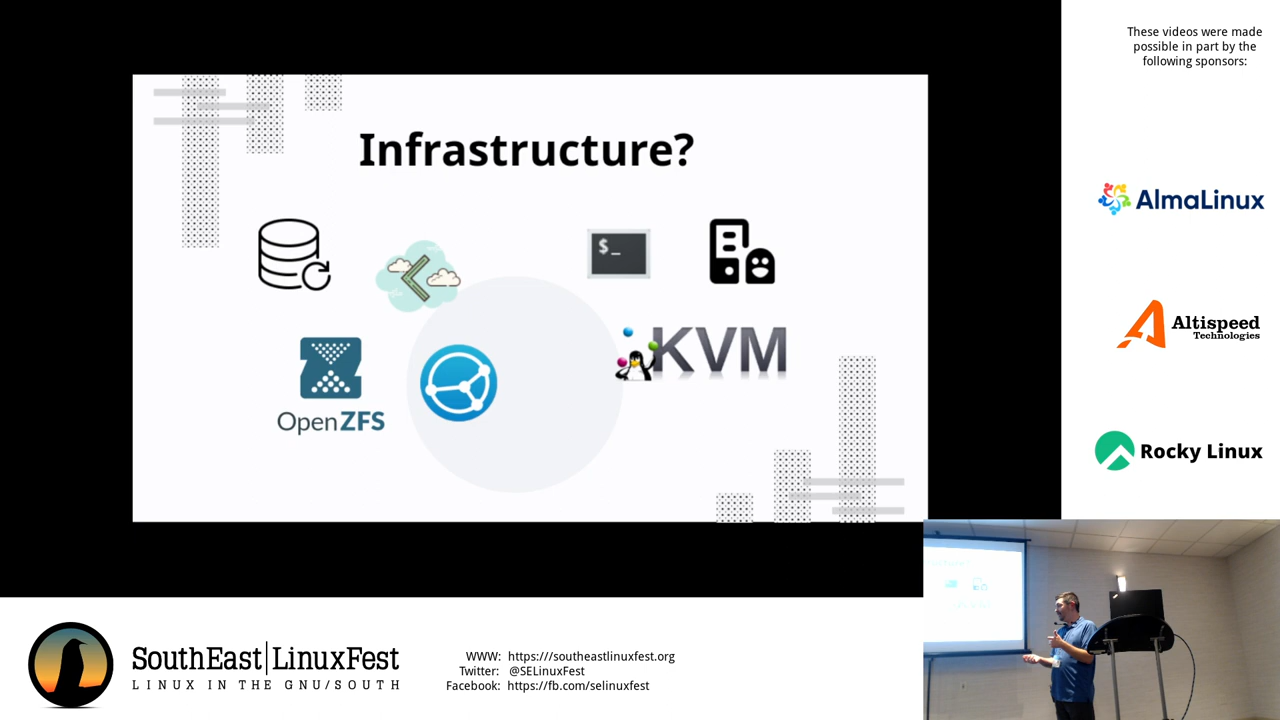 These videos were made
possible in part by the
following sponsors:
Infrastructure?
$_
OpenZFS
KVM
AlmaLinux
Altispeed
Technologies
Rocky Linux
SouthEast|LinuxFest
LINUX IN THE GNU/SOUTH
WWW: https:///southeastlinuxfest.org
Twitter: @SELinuxFest
Facebook: https://fb.com/selinuxfest